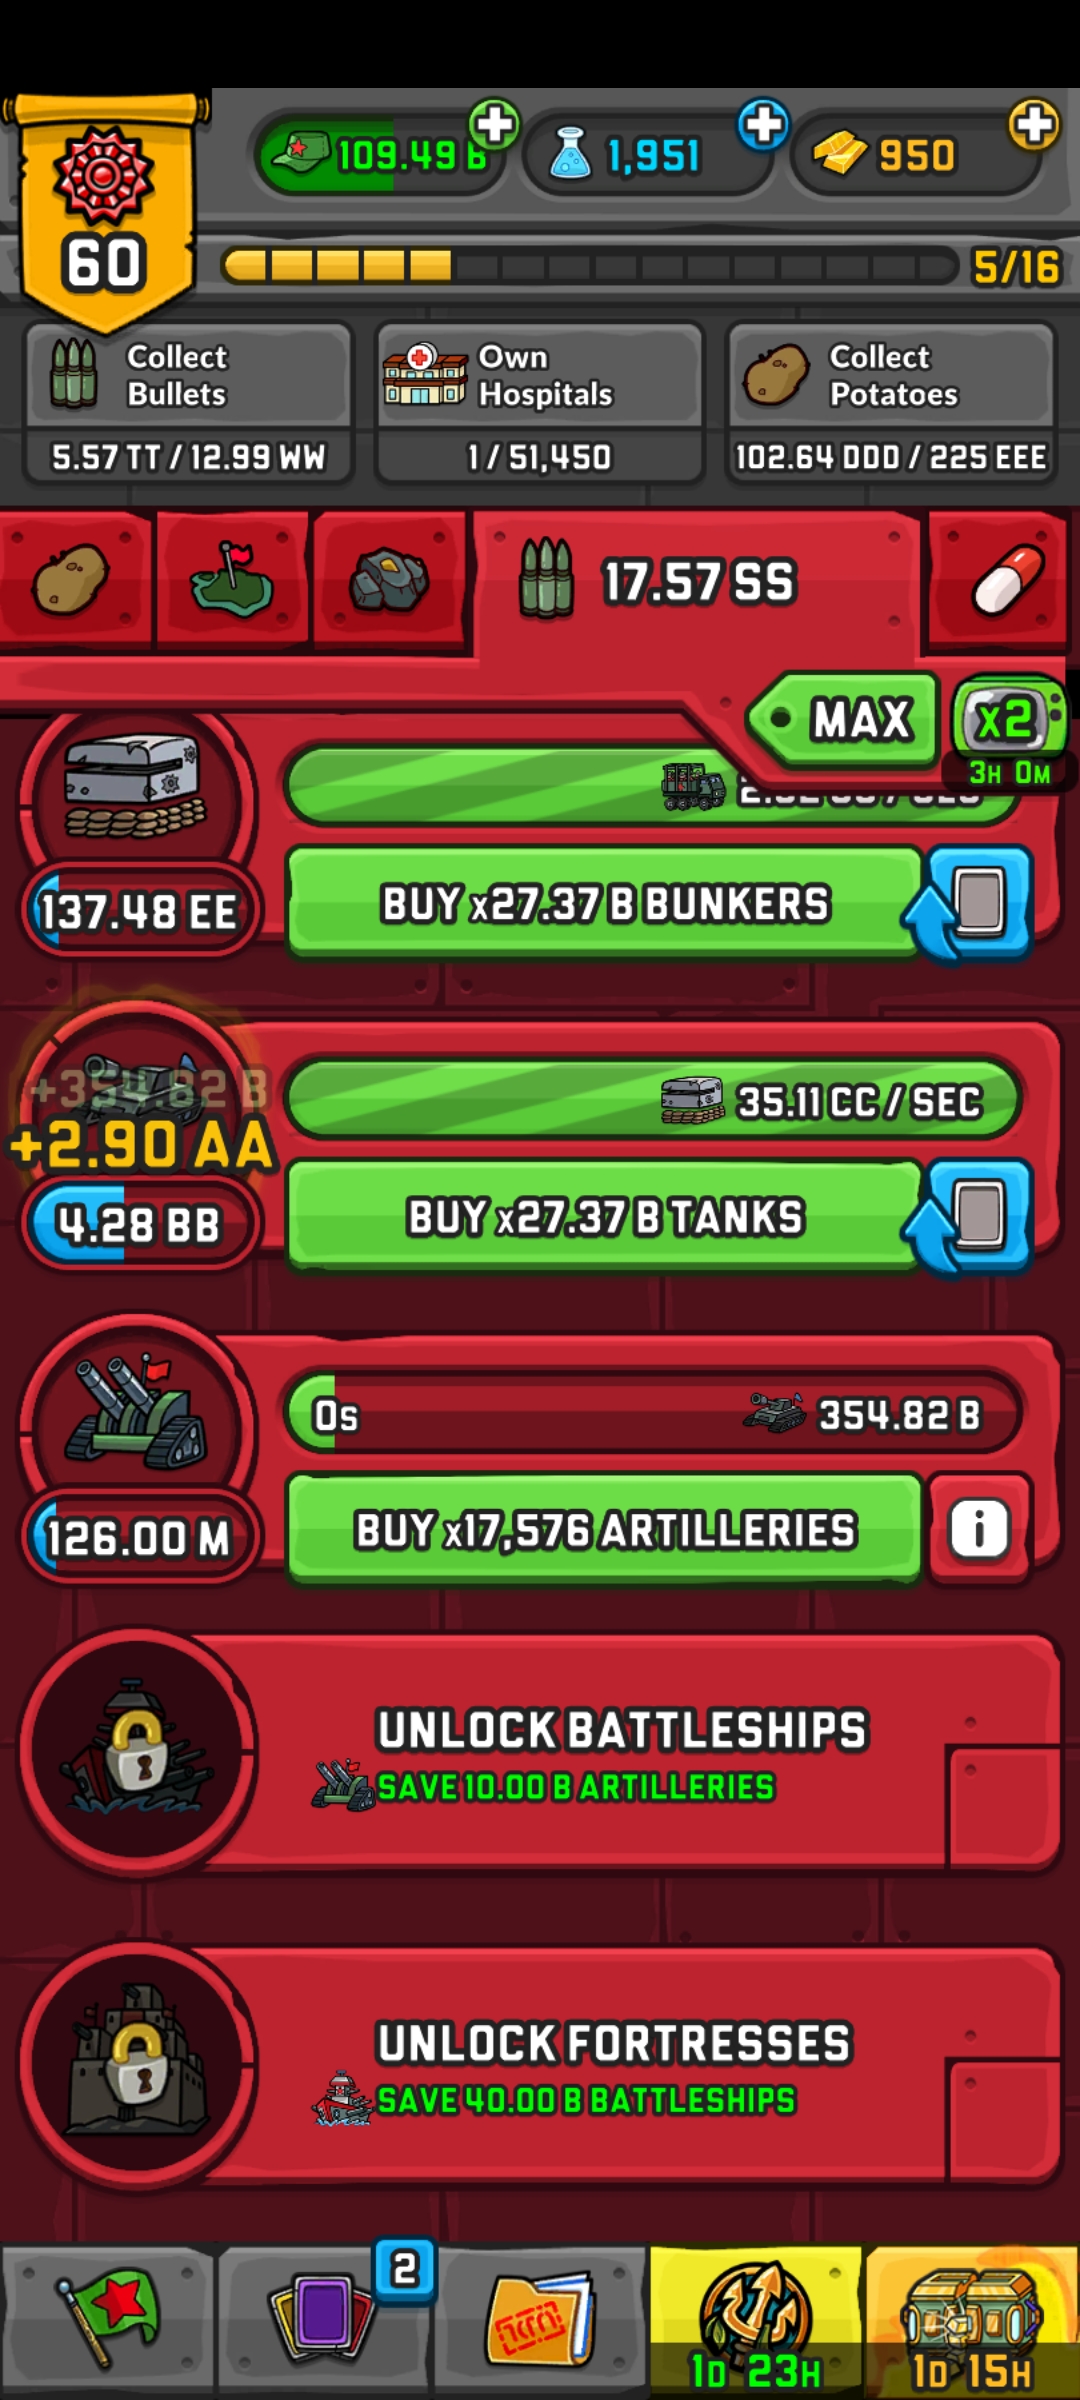 109.49 B
1,951
950
60
5/16
Collect
Bullets
Own
Hospitals
Collect
Potatoes
5.57 TT / 12.99 WW
1 / 51,450
102.64 DDD / 225 EEE
17.57 SS
MAX
x2
3H 0M
137.48 EE
BUY x27.37 B BUNKERS
+354.82 B
+2.90 AA
35.11 CC / SEC
4.28 BB
BUY x27.37 B TANKS
0s
354.82 B
126.00 M
BUY x17,576 ARTILLERIES
i
UNLOCK BATTLESHIPS
SAVE 10.00 B ARTILLERIES
UNLOCK FORTRESSES
SAVE 40.00 B BATTLESHIPS
2
1D 23H
1D 15H